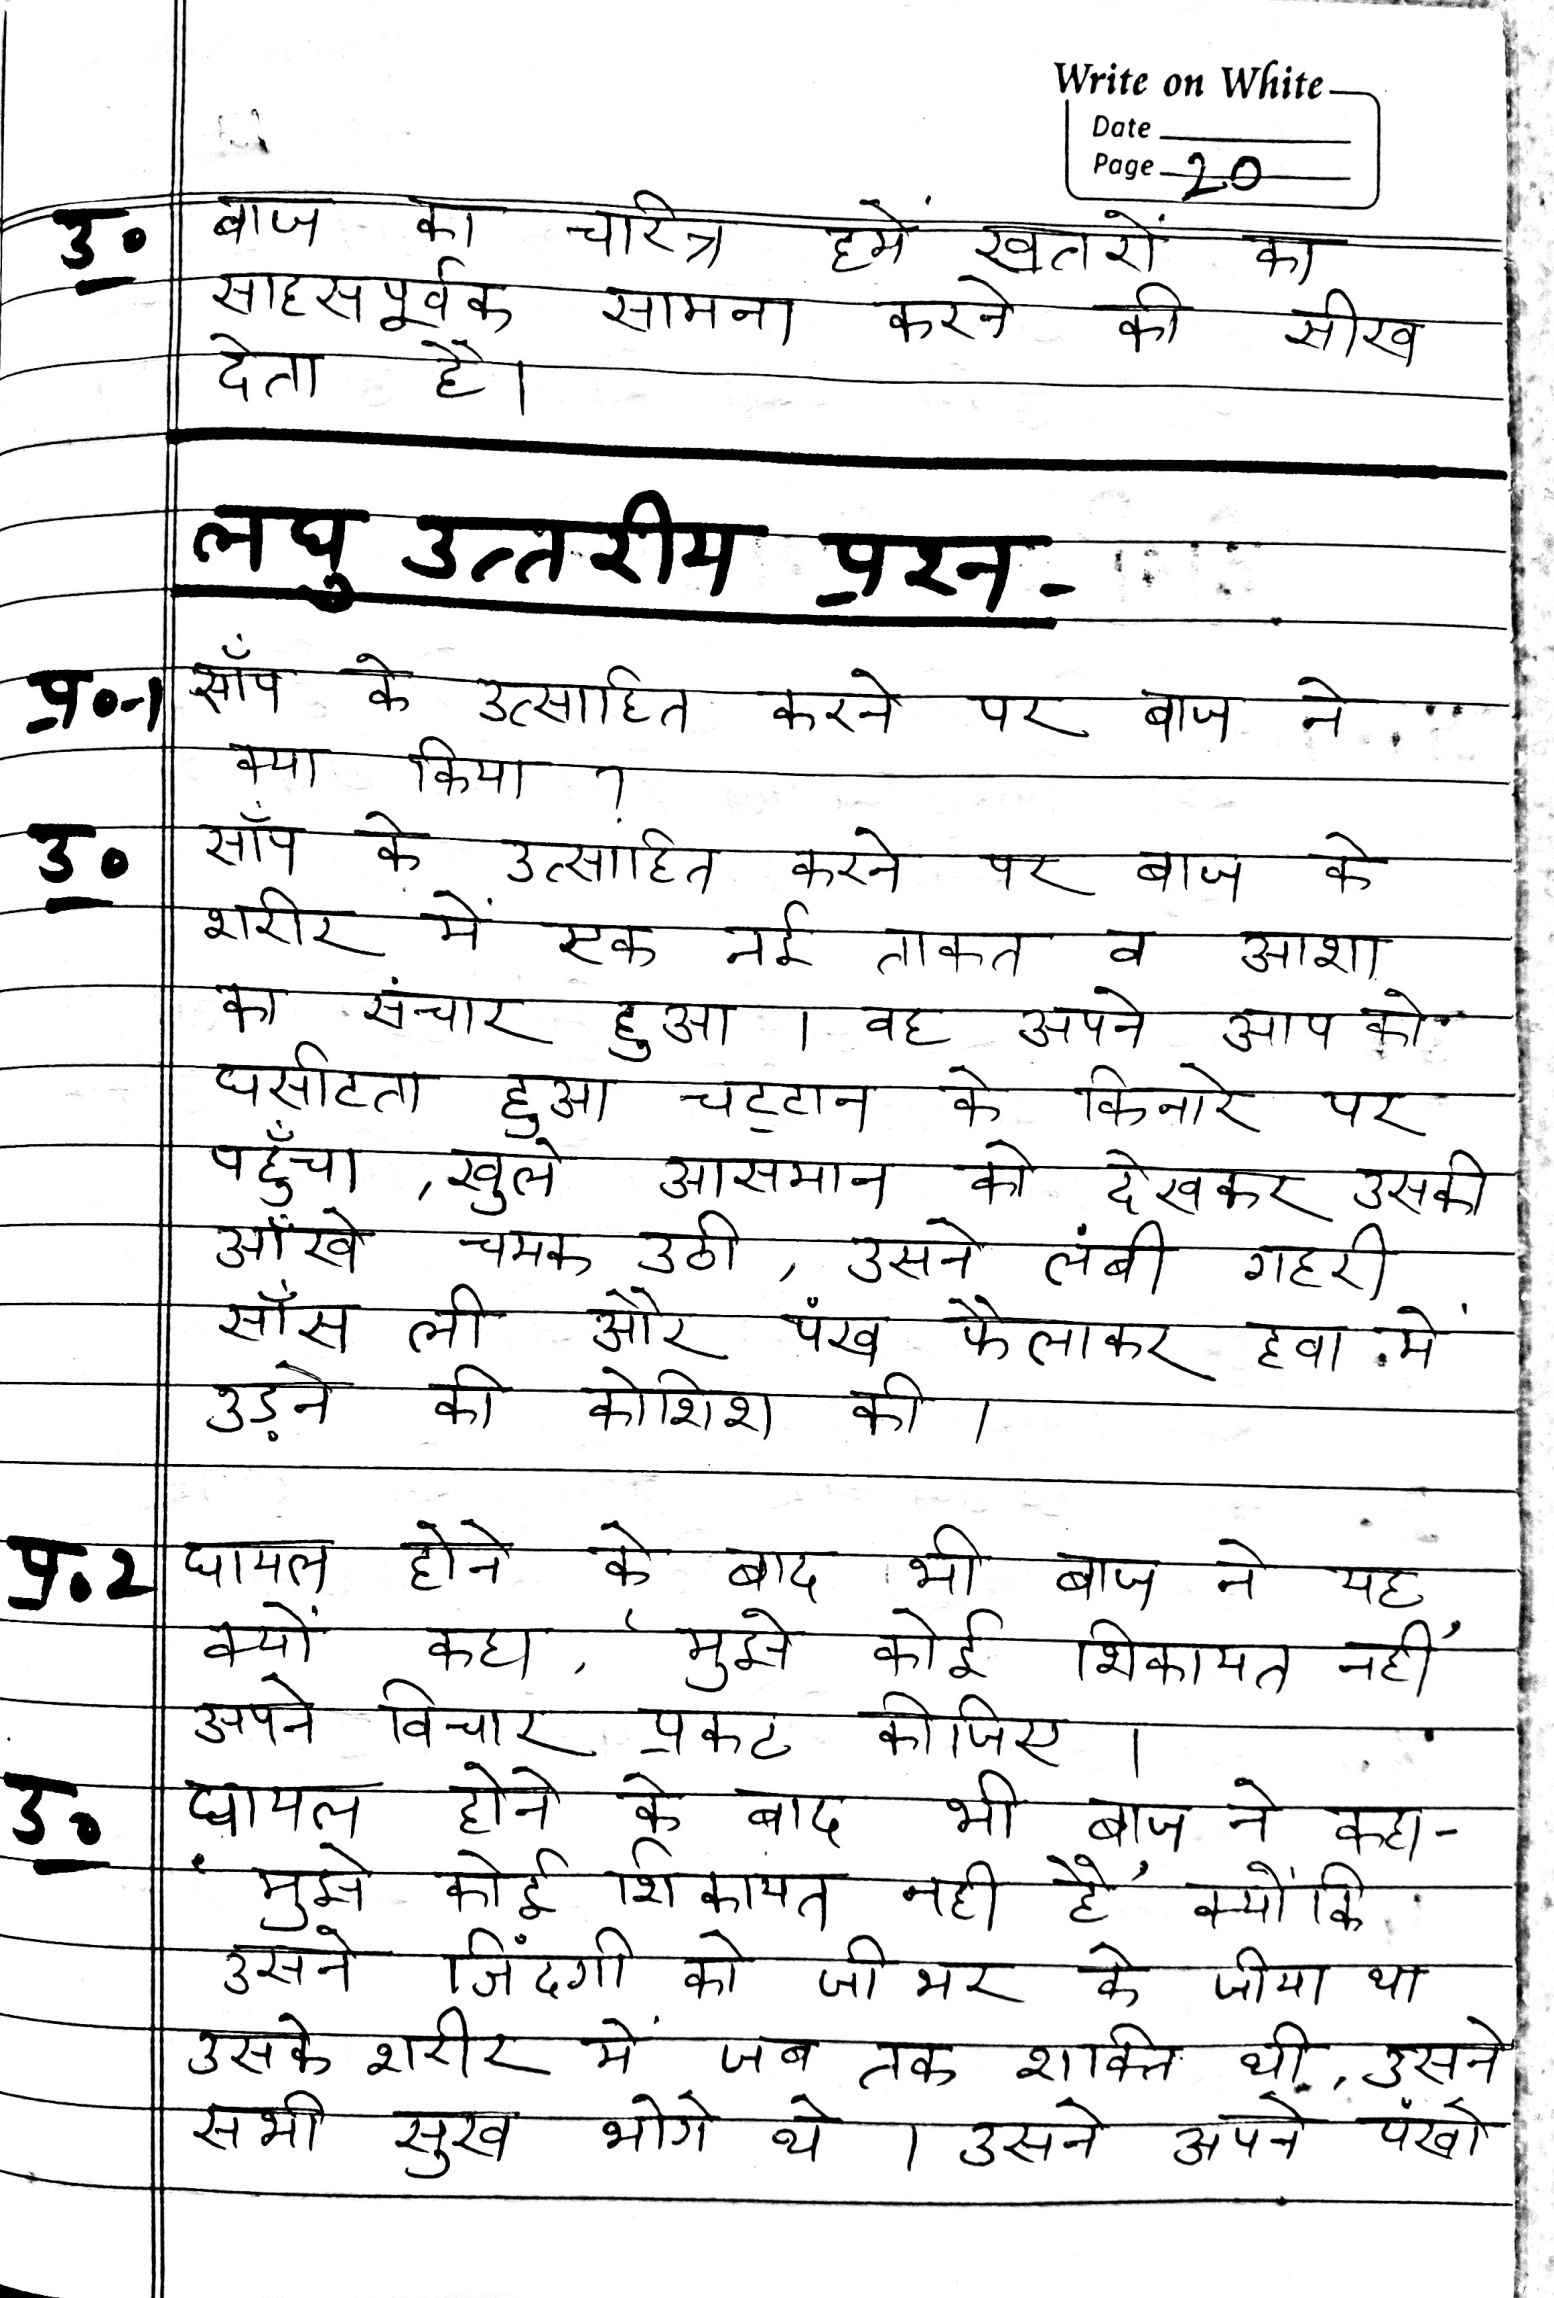 Write on White
Date
Page 20
उ० बाज का चरित्र हमें खतरों का
साहसपूर्वक सामना करने की सीख
देता है।
लघु उत्तरीय प्रश्न -
प्र०-1 साँप के उत्साहित करने पर बाज ने
क्या किया ?
उ० साँप के उत्साहित करने पर बाज के
शरीर में एक नई ताकत व आशा
का संचार हुआ । वह अपने आप को
घसीटता हुआ चट्टान के किनारे पर
पहुँचा , खुले आसमान को देखकर उसकी
आँखे चमक उठी , उसने लंबी गहरी
साँस ली और पंख फैलाकर हवा में
उड़ने की कोशिश की ।
प्र०2 घायल होने के बाद भी बाज ने यह
क्यों कहा, 'मुझे कोई शिकायत नहीं'
अपने विचार प्रकट कीजिए ।
उ० घायल होने के बाद भी बाज ने कहा-
'मुझे कोई शिकायत नही है' क्योंकि
उसने जिंदगी को जी भर के जीया था
उसके शरीर में जब तक शक्ति थी, उसने
सभी सुख भोगे थे । उसने अपने पंखो